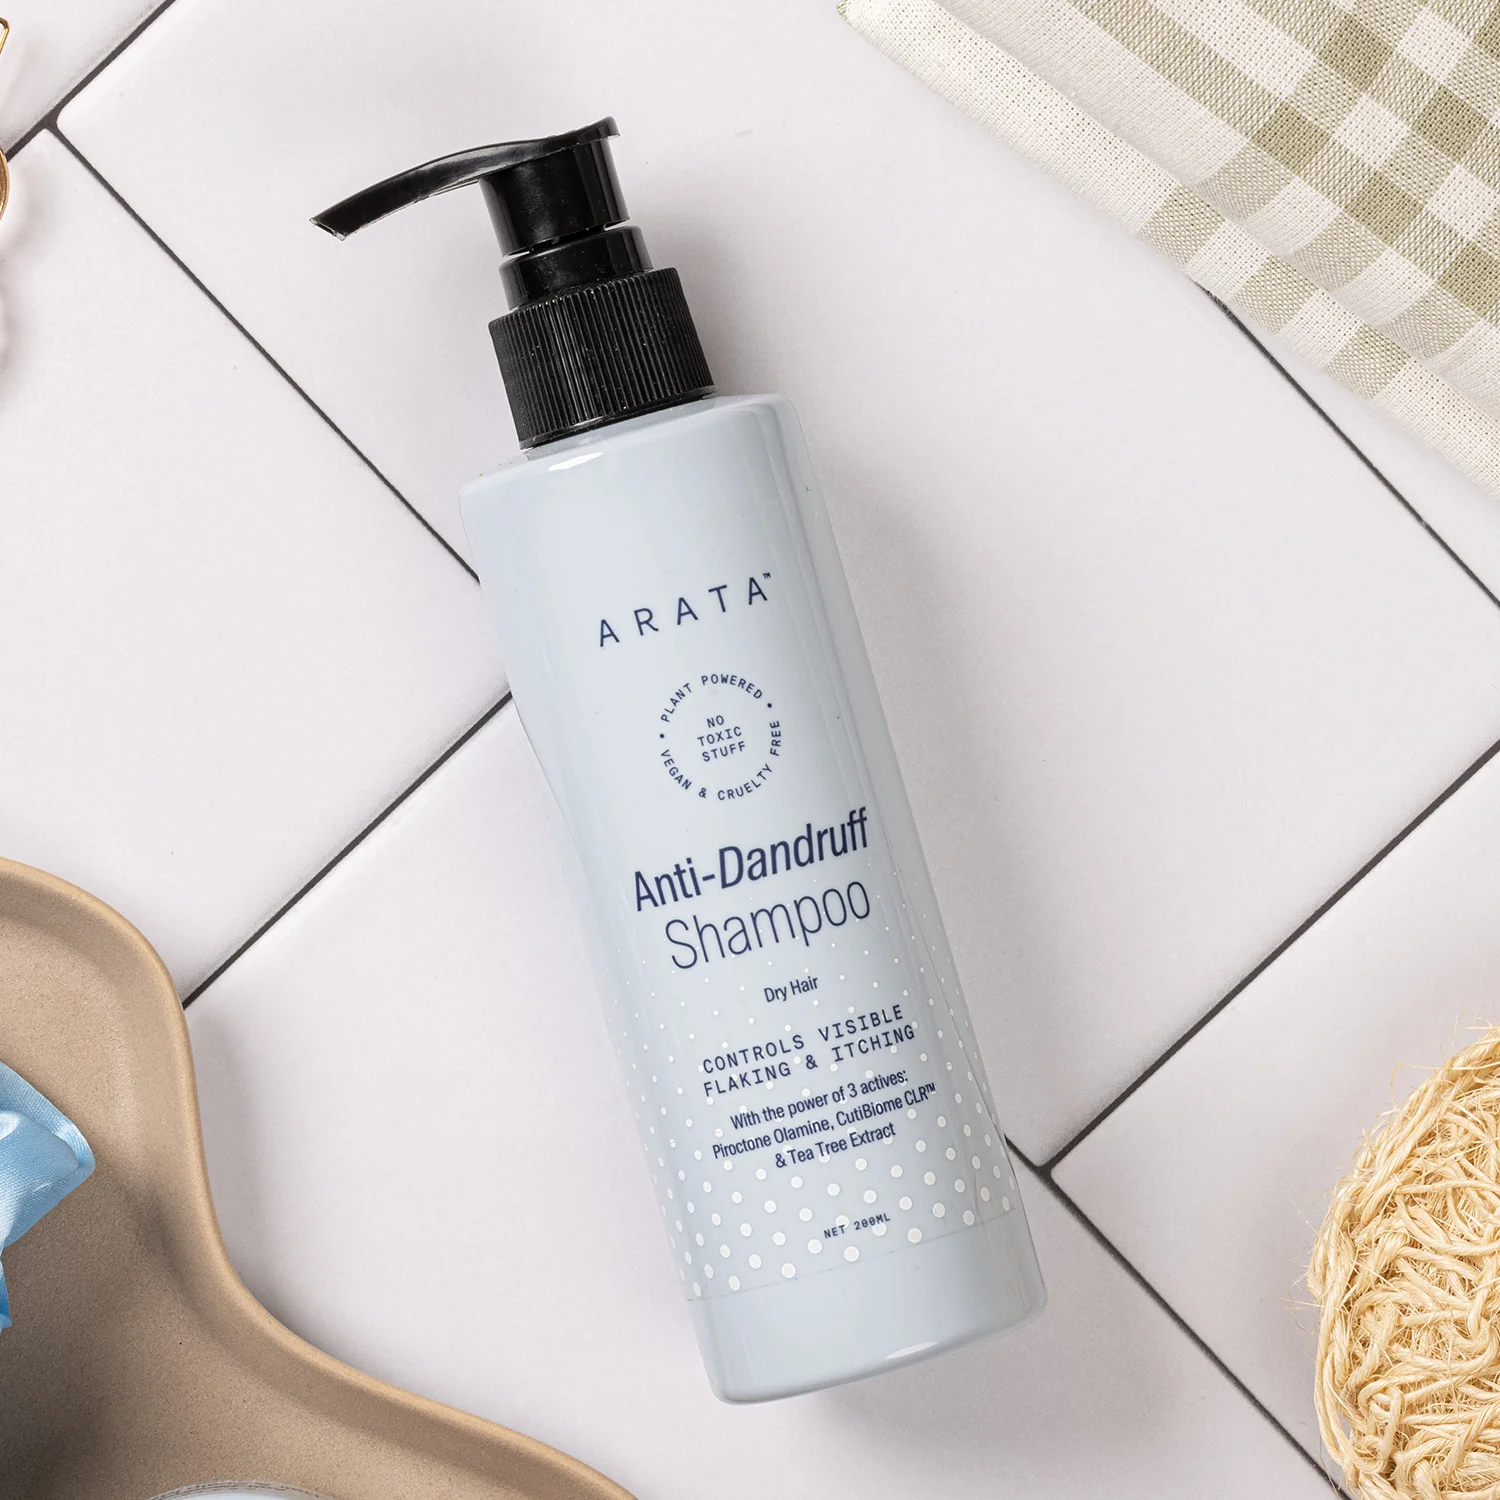 ARATA™
PLANT POWERED • VEGAN & CRUELTY FREE •
NO
TOXIC
STUFF
Anti-Dandruff
Shampoo
Dry Hair
CONTROLS VISIBLE
FLAKING & ITCHING
With the power of 3 actives:
Piroctone Olamine, CutiBiome CLR™
& Tea Tree Extract
NET 200ML